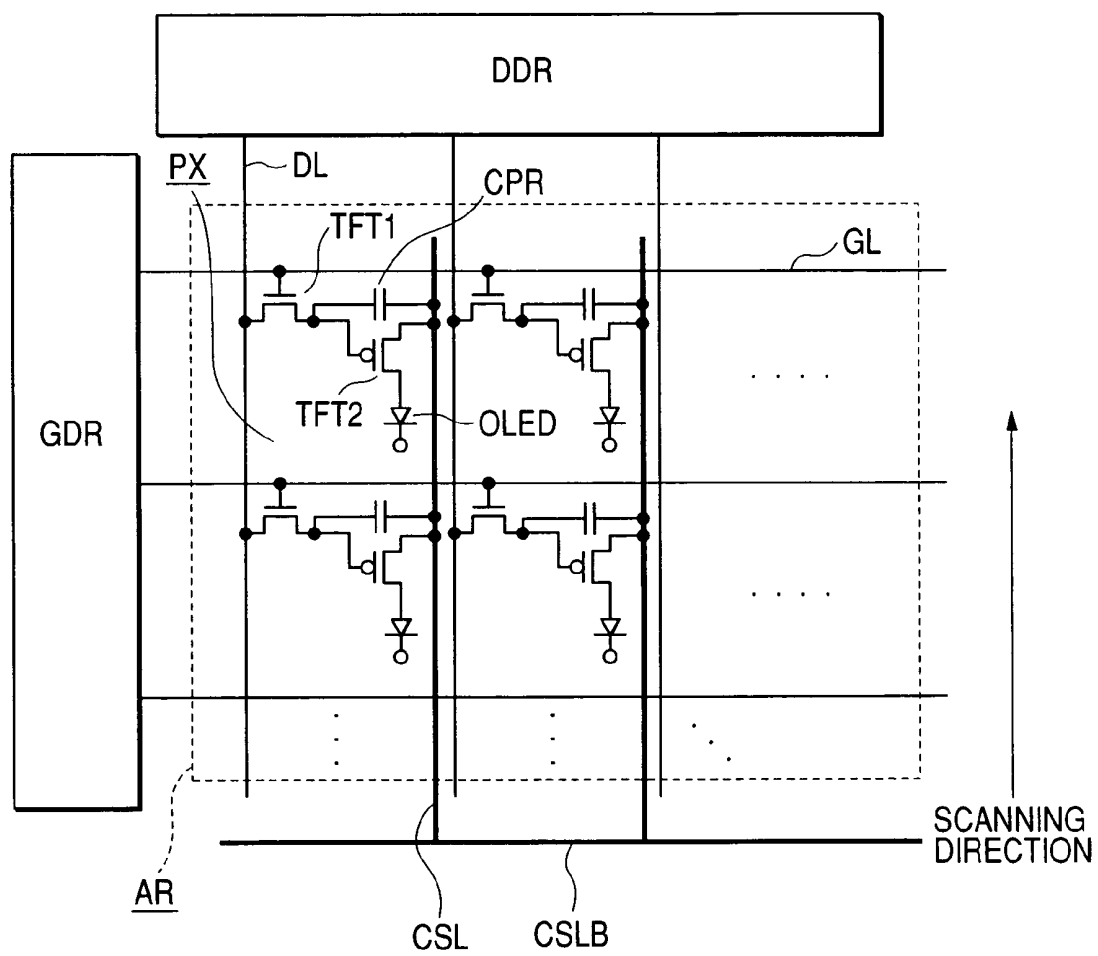 DDR
PX
DL
CPR
TFT1
GL
TFT2
OLED
GDR
SCANNING
DIRECTION
AR
CSL
CSLB